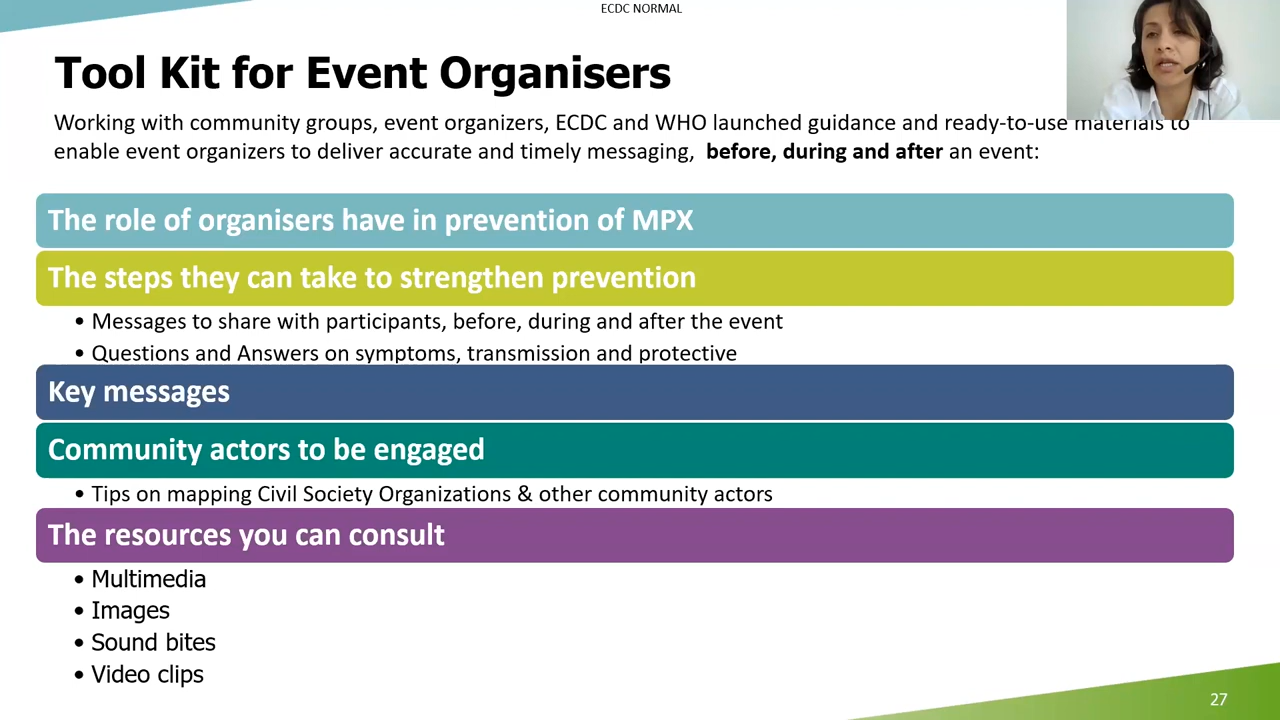 ECDC NORMAL
Tool Kit for Event Organisers
Working with community groups, event organizers, ECDC and WHO launched guidance and ready-to-use materials to
enable event organizers to deliver accurate and timely messaging, before, during and after an event:
The role of organisers have in prevention of MPX
The steps they can take to strengthen prevention
• Messages to share with participants, before, during and after the event
• Questions and Answers on symptoms, transmission and protective
Key messages
Community actors to be engaged
• Tips on mapping Civil Society Organizations & other community actors
The resources you can consult
• Multimedia
• Images
• Sound bites
• Video clips
27